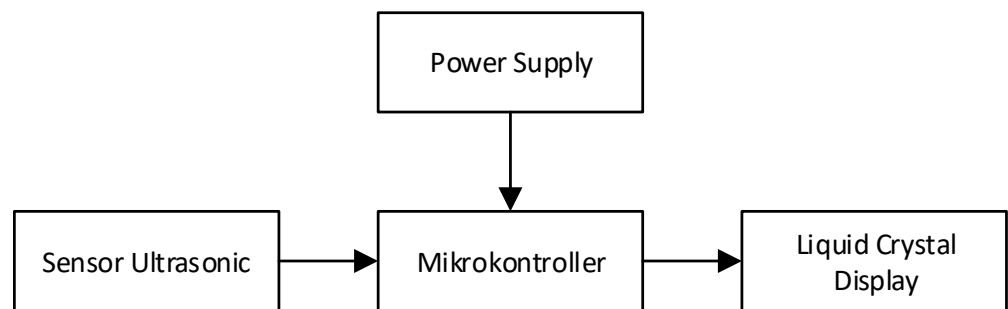 Power Supply
Sensor Ultrasonic
Mikrokontroller
Liquid Crystal
Display